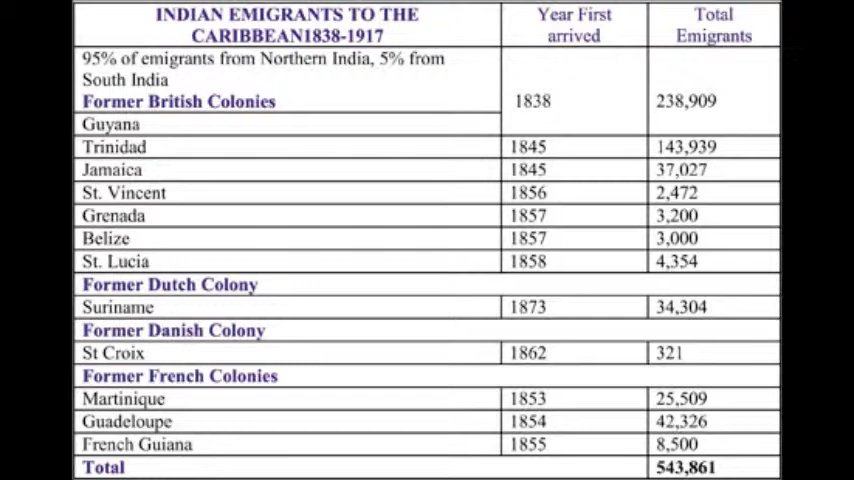 INDIAN EMIGRANTS TO THE CARIBBEAN1838-1917 Year First arrived Total Emigrants
95% of emigrants from Northern India, 5% from
South India
Former British Colonies 1838 238,909
Guyana
Trinidad 1845 143,939
Jamaica 1845 37,027
St. Vincent 1856 2,472
Grenada 1857 3,200
Belize 1857 3,000
St. Lucia 1858 4,354
Former Dutch Colony
Suriname 1873 34,304
Former Danish Colony
St Croix 1862 321
Former French Colonies
Martinique 1853 25,509
Guadeloupe 1854 42,326
French Guiana 1855 8,500
Total 543,861